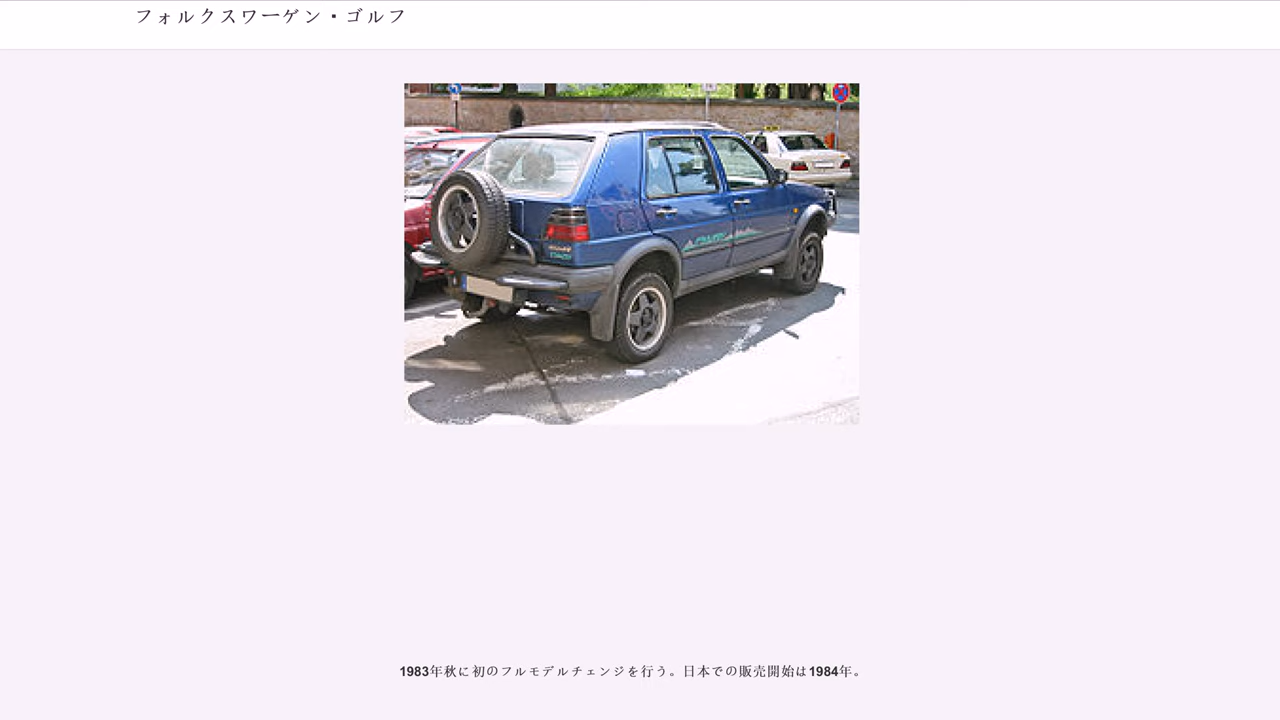 フォルクスワーゲン・ゴルフ
1983年秋に初のフルモデルチェンジを行う。日本での販売開始は1984年。